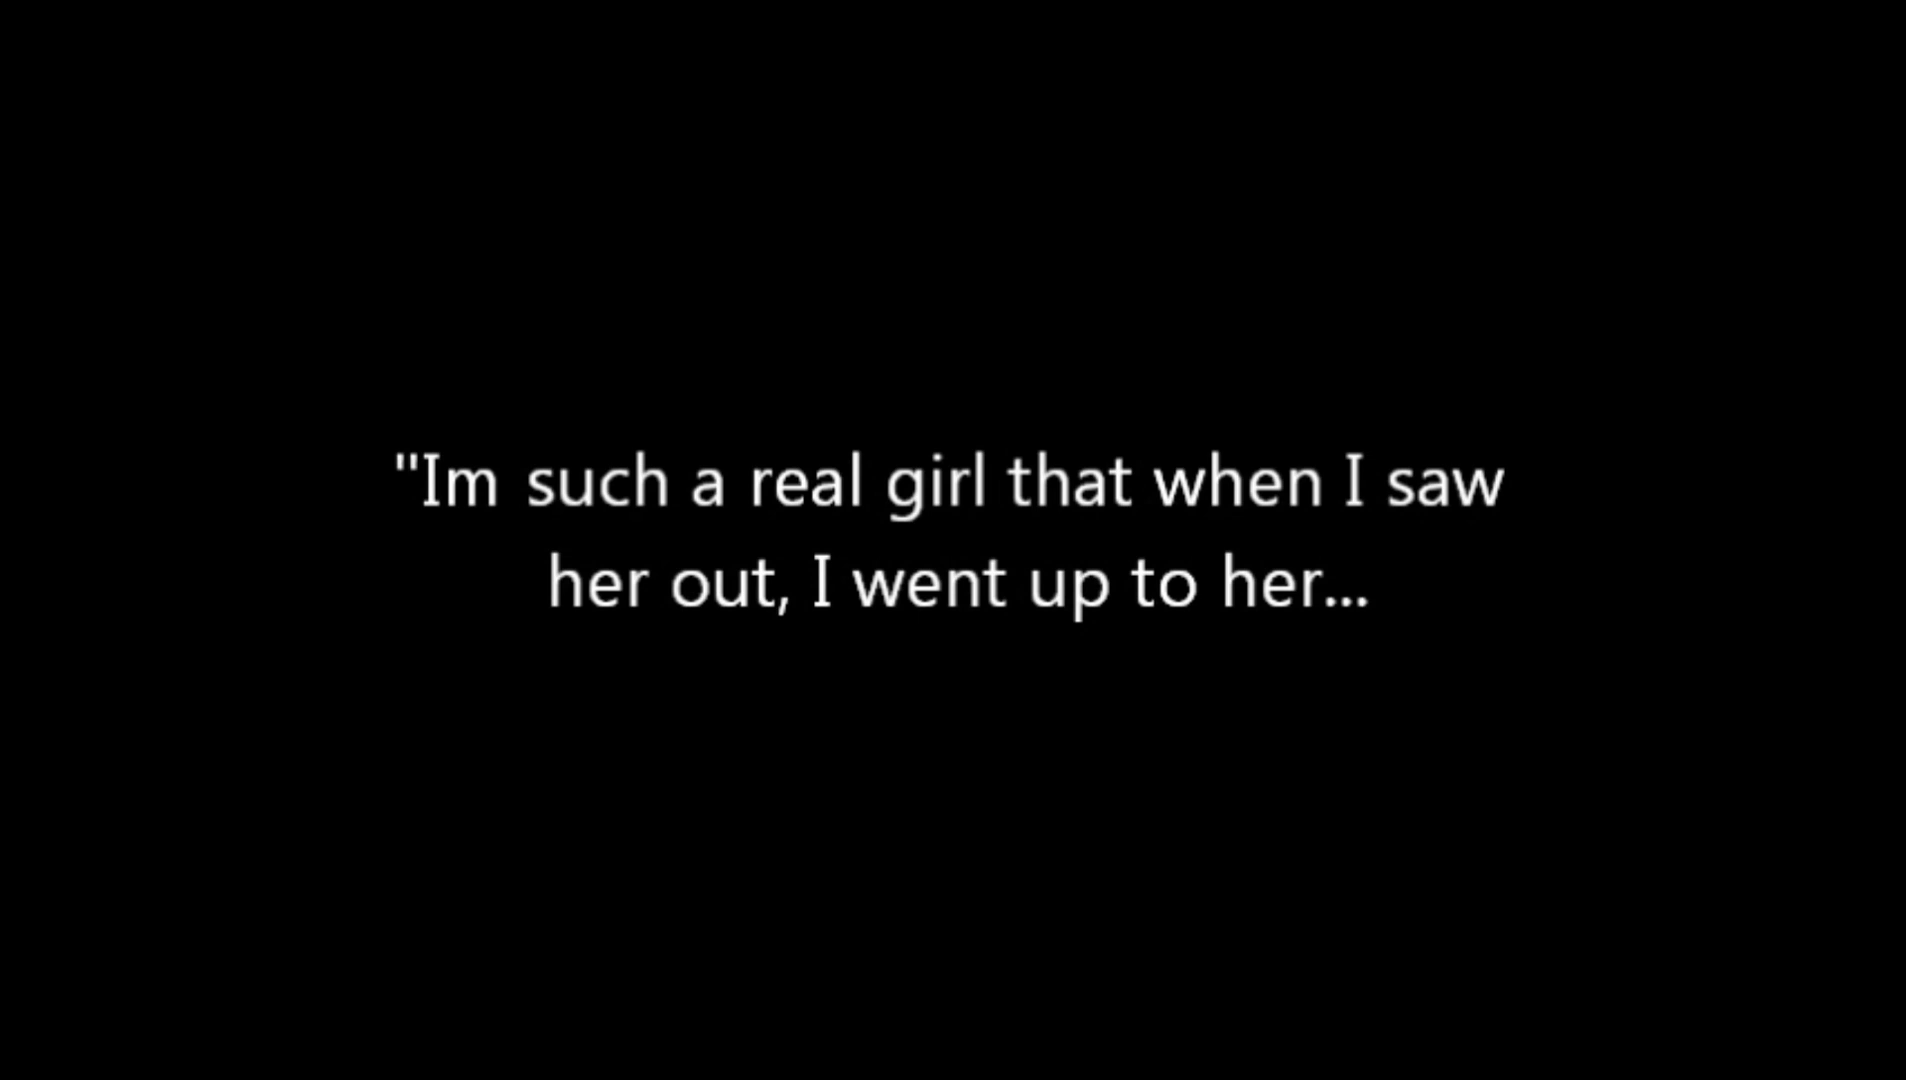 "Im such a real girl that when I saw
her out, I went up to her...